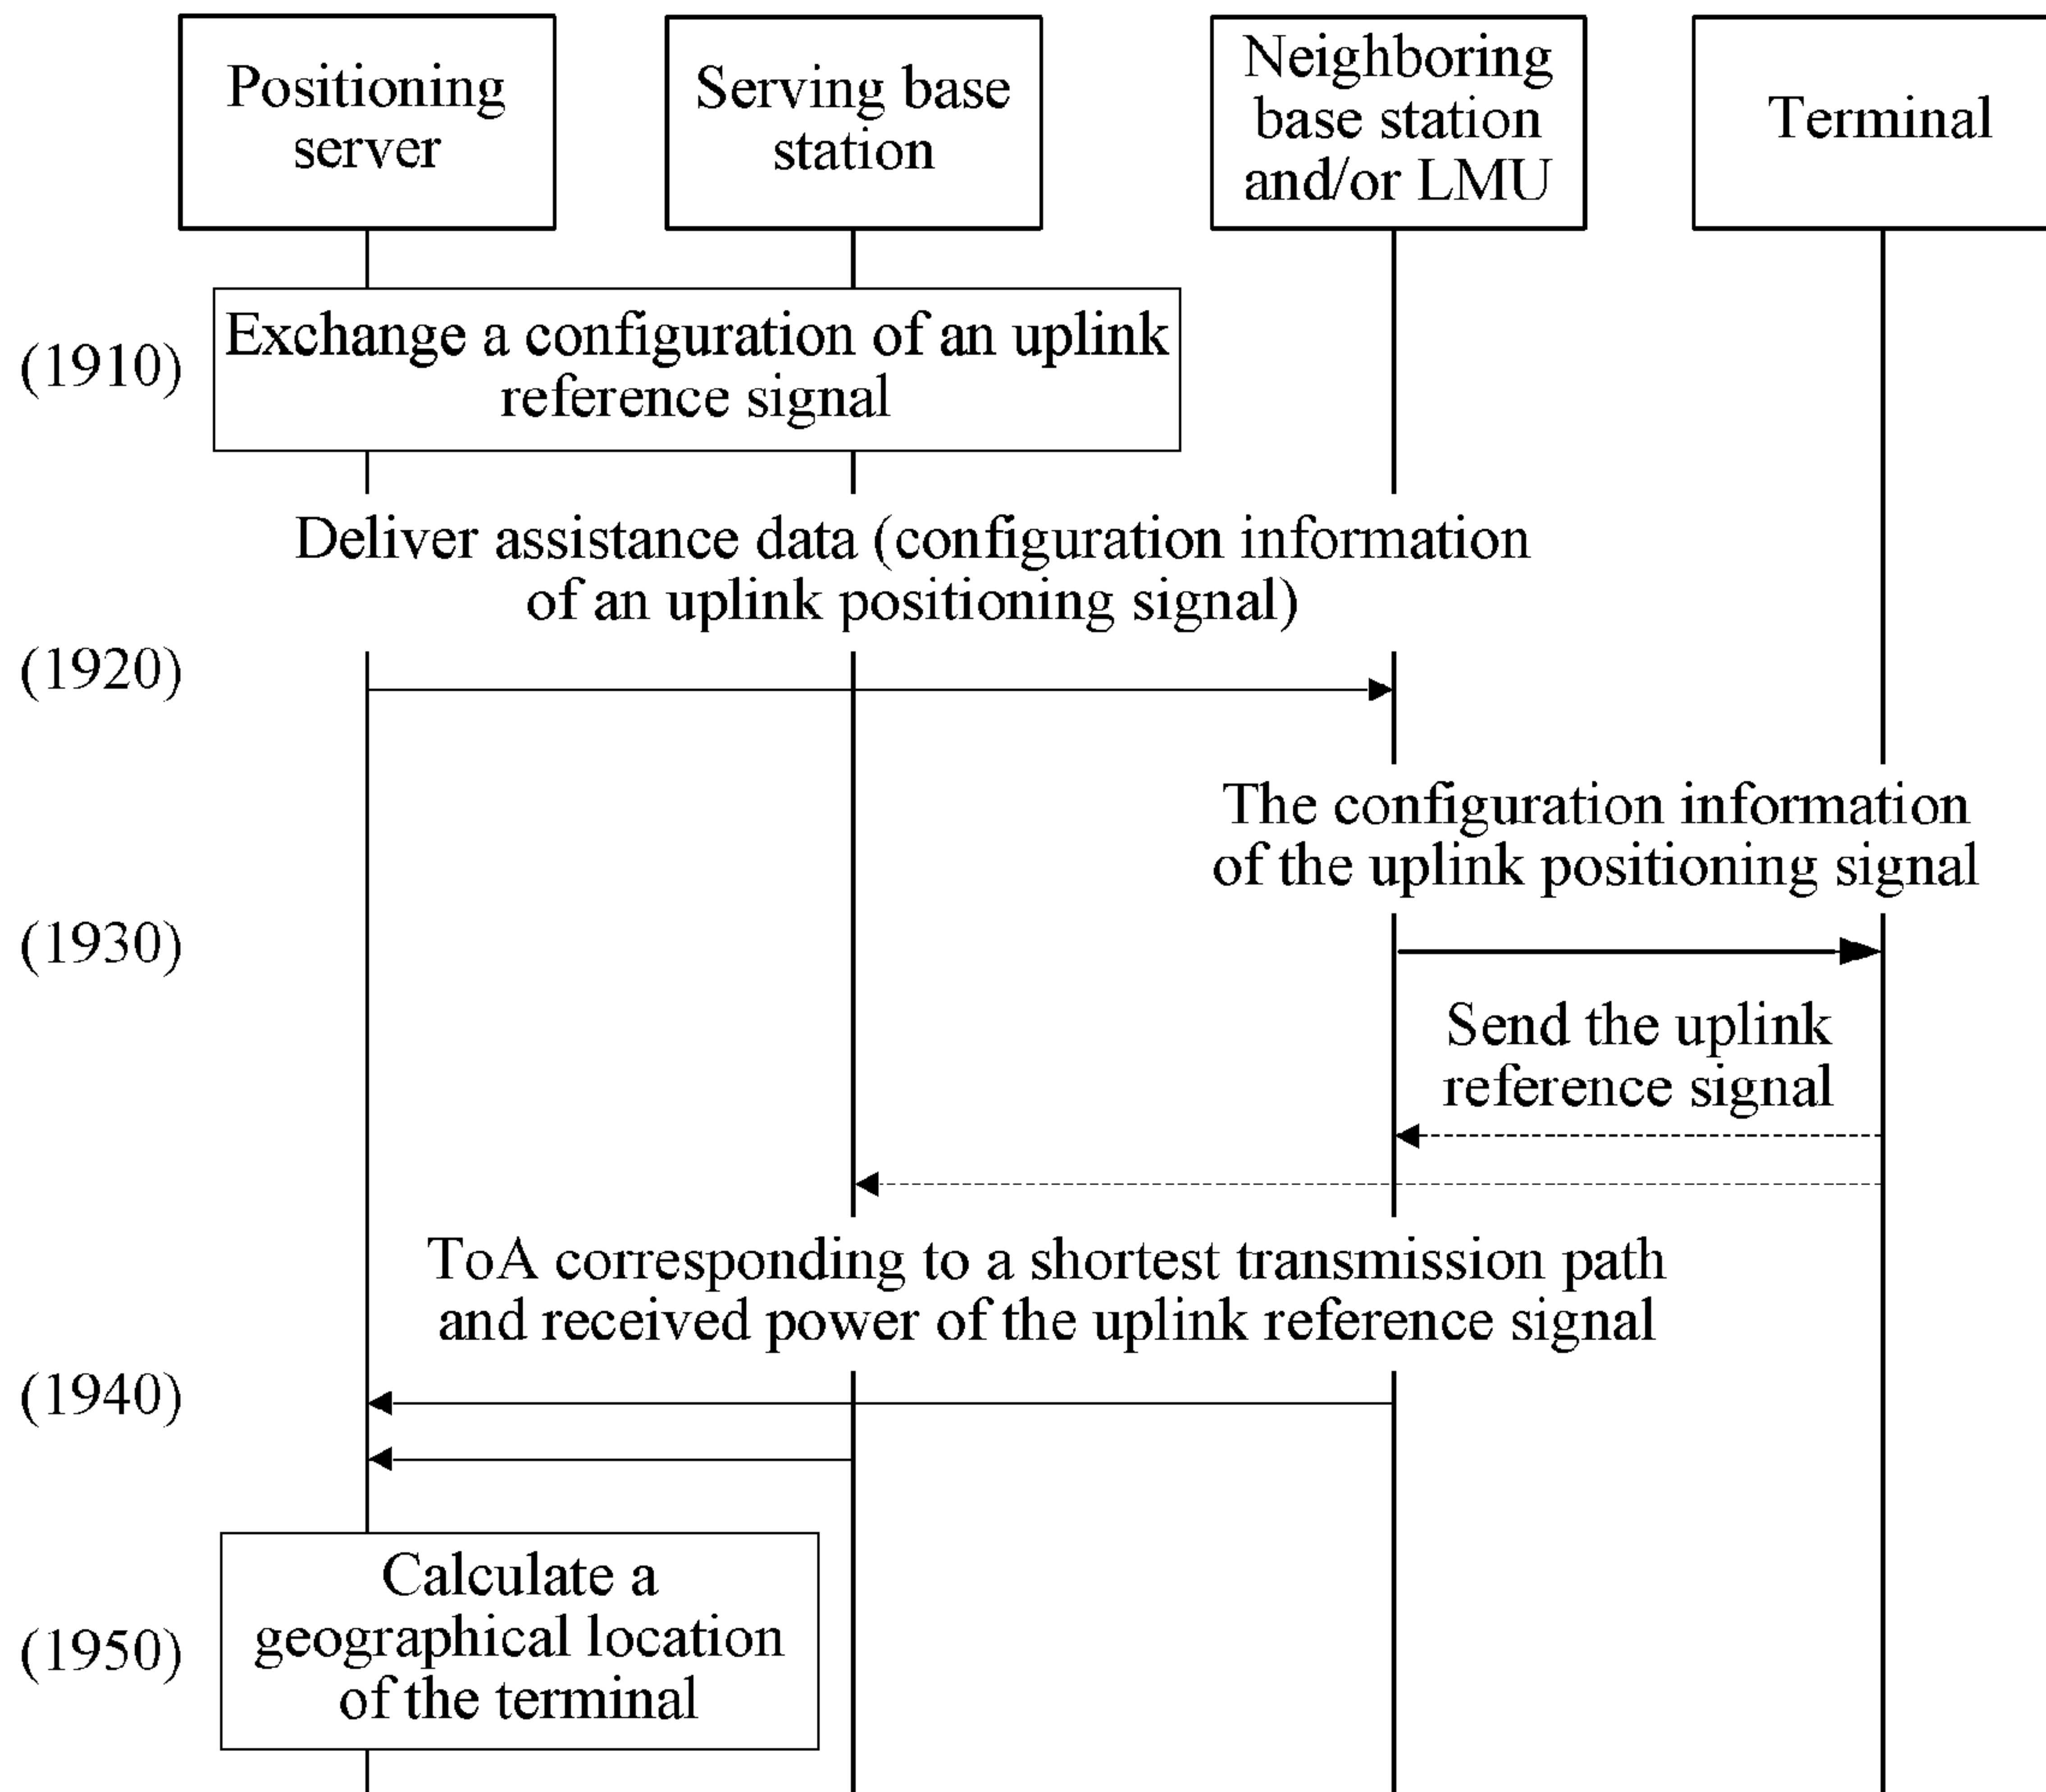 Positioning
server
Serving base
station
Neighboring
base station
and/or LMU
Terminal
(1910)
Exchange a configuration of an uplink
reference signal
Deliver assistance data (configuration information
of an uplink positioning signal)
(1920)
The configuration information
of the uplink positioning signal
(1930)
Send the uplink
reference signal
ToA corresponding to a shortest transmission path
and received power of the uplink reference signal
(1940)
Calculate a
geographical location
of the terminal
(1950)